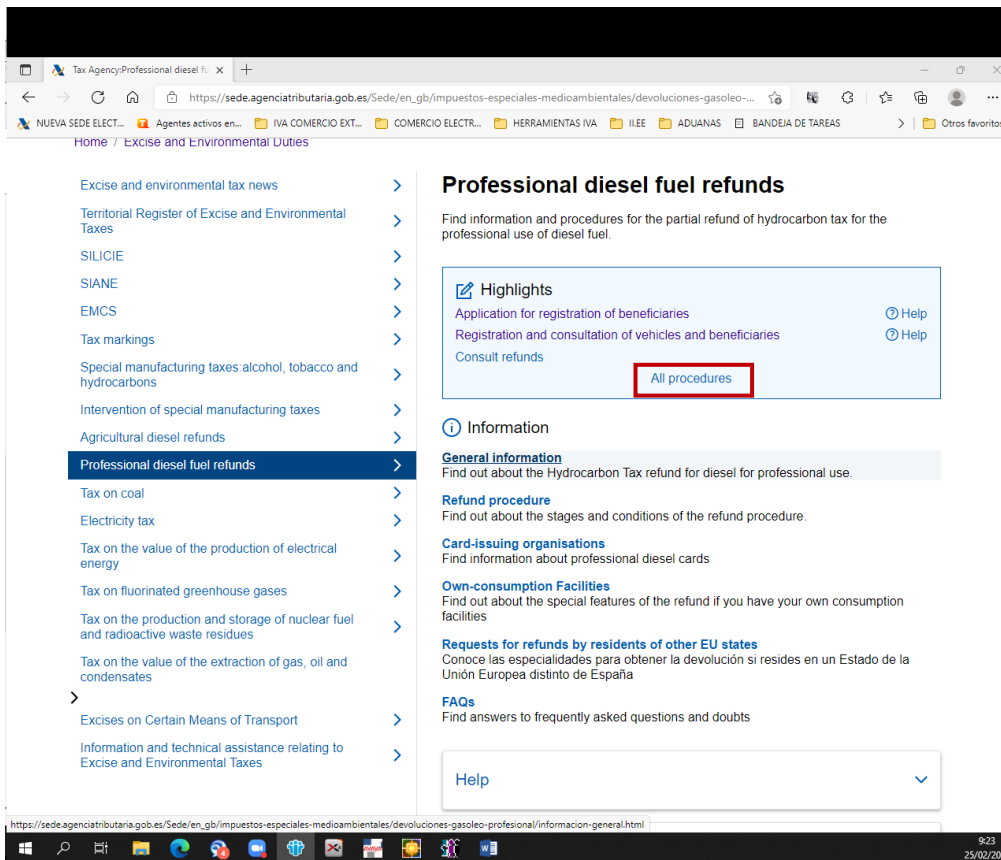 Tax Agency:Professional diesel fu
https://sede.agenciatributaria.gob.es/Sede/en_gb/impuestos-especiales-medioambientales/devoluciones-gasoleo-...
NUEVA SEDE ELECT... Agentes activos en... IVA COMERCIO EXT... COMERCIO ELECTR... HERRAMIENTAS IVA II.EE ADUANAS BANDEJA DE TAREAS Otros favoritos
Home / Excise and Environmental Duties
Excise and environmental tax news
Territorial Register of Excise and Environmental
Taxes
SILICIE
SIANE
EMCS
Tax markings
Special manufacturing taxes:alcohol, tobacco and
hydrocarbons
Intervention of special manufacturing taxes
Agricultural diesel refunds
Professional diesel fuel refunds
Tax on coal
Electricity tax
Tax on the value of the production of electrical
energy
Tax on fluorinated greenhouse gases
Tax on the production and storage of nuclear fuel
and radioactive waste residues
Tax on the value of the extraction of gas, oil and
condensates
Excises on Certain Means of Transport
Information and technical assistance relating to
Excise and Environmental Taxes
Professional diesel fuel refunds
Find information and procedures for the partial refund of hydrocarbon tax for the
professional use of diesel fuel.
Highlights
Application for registration of beneficiaries Help
Registration and consultation of vehicles and beneficiaries Help
Consult refunds
All procedures
Information
General information
Find out about the Hydrocarbon Tax refund for diesel for professional use.
Refund procedure
Find out about the stages and conditions of the refund procedure.
Card-issuing organisations
Find information about professional diesel cards
Own-consumption Facilities
Find out about the special features of the refund if you have your own consumption
facilities
Requests for refunds by residents of other EU states
Conoce las especialidades para obtener la devolución si resides en un Estado de la
Unión Europea distinto de España
FAQs
Find answers to frequently asked questions and doubts
Help
https://sede.agenciatributaria.gob.es/Sede/en_gb/impuestos-especiales-medioambientales/devoluciones-gasoleo-profesional/informacion-general.html
9:23
25/02/20